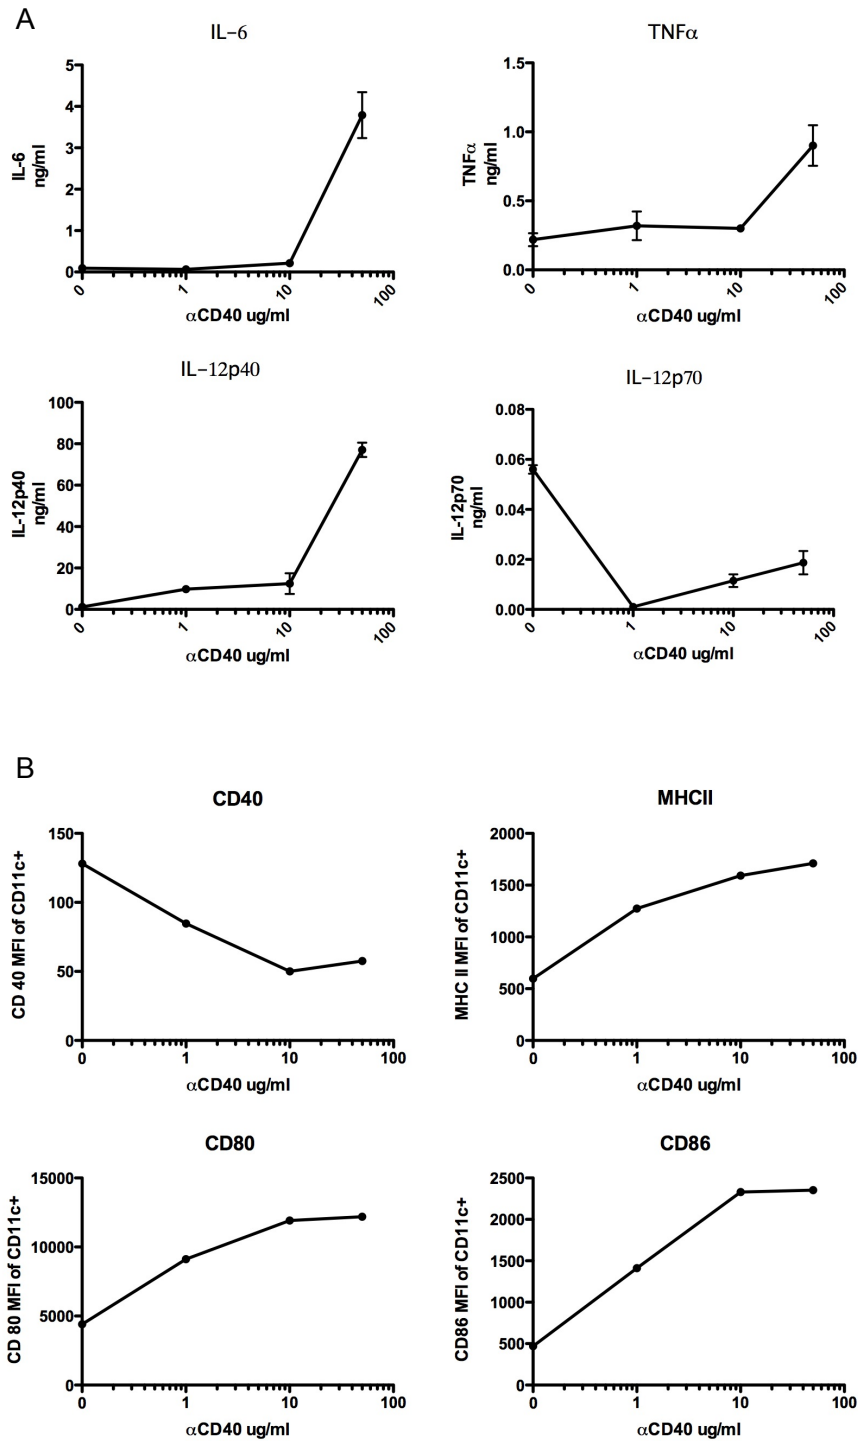 A
IL-6
5
4
3
2
1
0
IL-6
ng/ml
0
1
10
100
αCD40 ug/ml
TNFα
1.5
1.0
0.5
0.0
TNFα
ng/ml
0
1
10
100
αCD40 ug/ml
IL-12p40
100
80
60
40
20
0
IL-12p40
ng/ml
0
1
10
100
αCD40 ug/ml
IL-12p70
0.08
0.06
0.04
0.02
0.00
IL-12p70
ng/ml
0
1
10
100
αCD40 ug/ml
B
CD40
150
100
50
0
CD 40 MFI of CD11c+
0
1
10
100
αCD40 ug/ml
MHCII
2000
1500
1000
500
0
MHC II MFI of CD11c+
0
1
10
100
αCD40 ug/ml
CD80
15000
10000
5000
0
CD 80 MFI of CD11c+
0
1
10
100
αCD40 ug/ml
CD86
2500
2000
1500
1000
500
0
CD86 MFI of CD11c+
0
1
10
100
αCD40 ug/ml